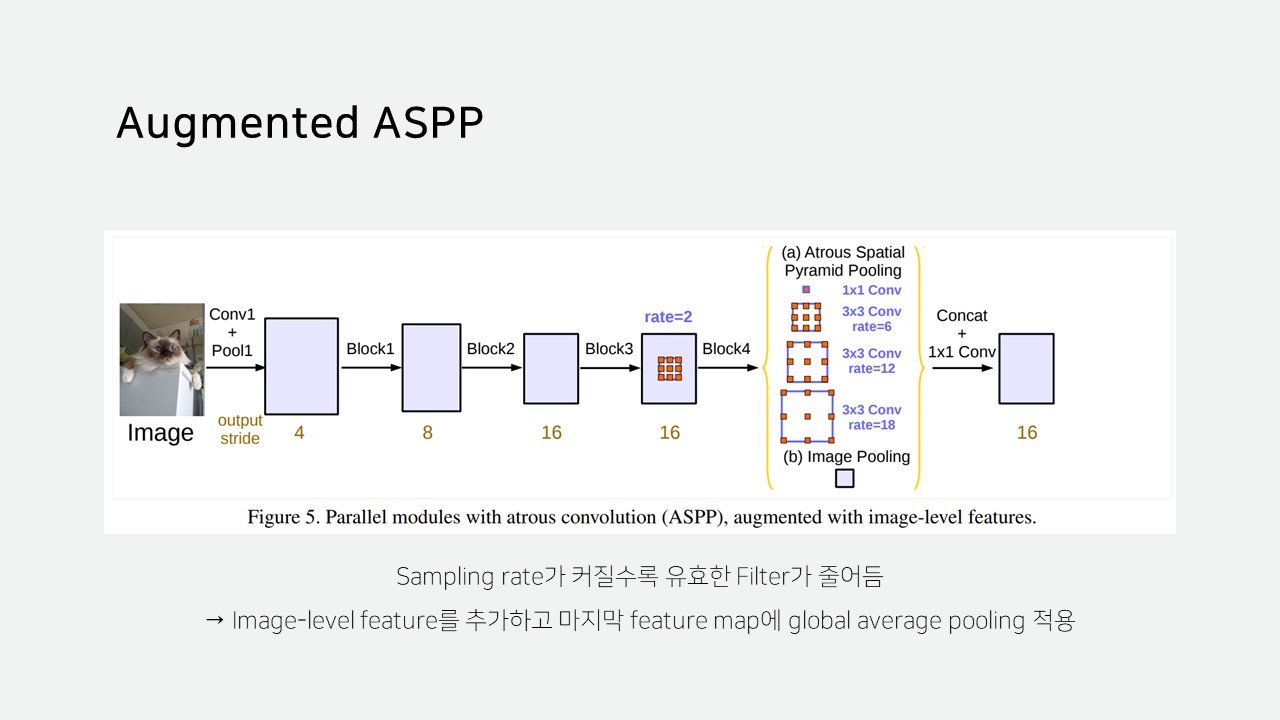 Augmented ASPP
Conv1
+
Pool1
Block1
Block2
Block3
rate=2
Block4
(a) Atrous Spatial
Pyramid Pooling
1x1 Conv
3x3 Conv
rate=6
3x3 Conv
rate=12
3x3 Conv
rate=18
(b) Image Pooling
Concat
+
1x1 Conv
Image
output
stride
4
8
16
16
16
Figure 5. Parallel modules with atrous convolution (ASPP), augmented with image-level features.
Sampling rate가 커질수록 유효한 Filter가 줄어듬
→ Image-level feature를 추가하고 마지막 feature map에 global average pooling 적용